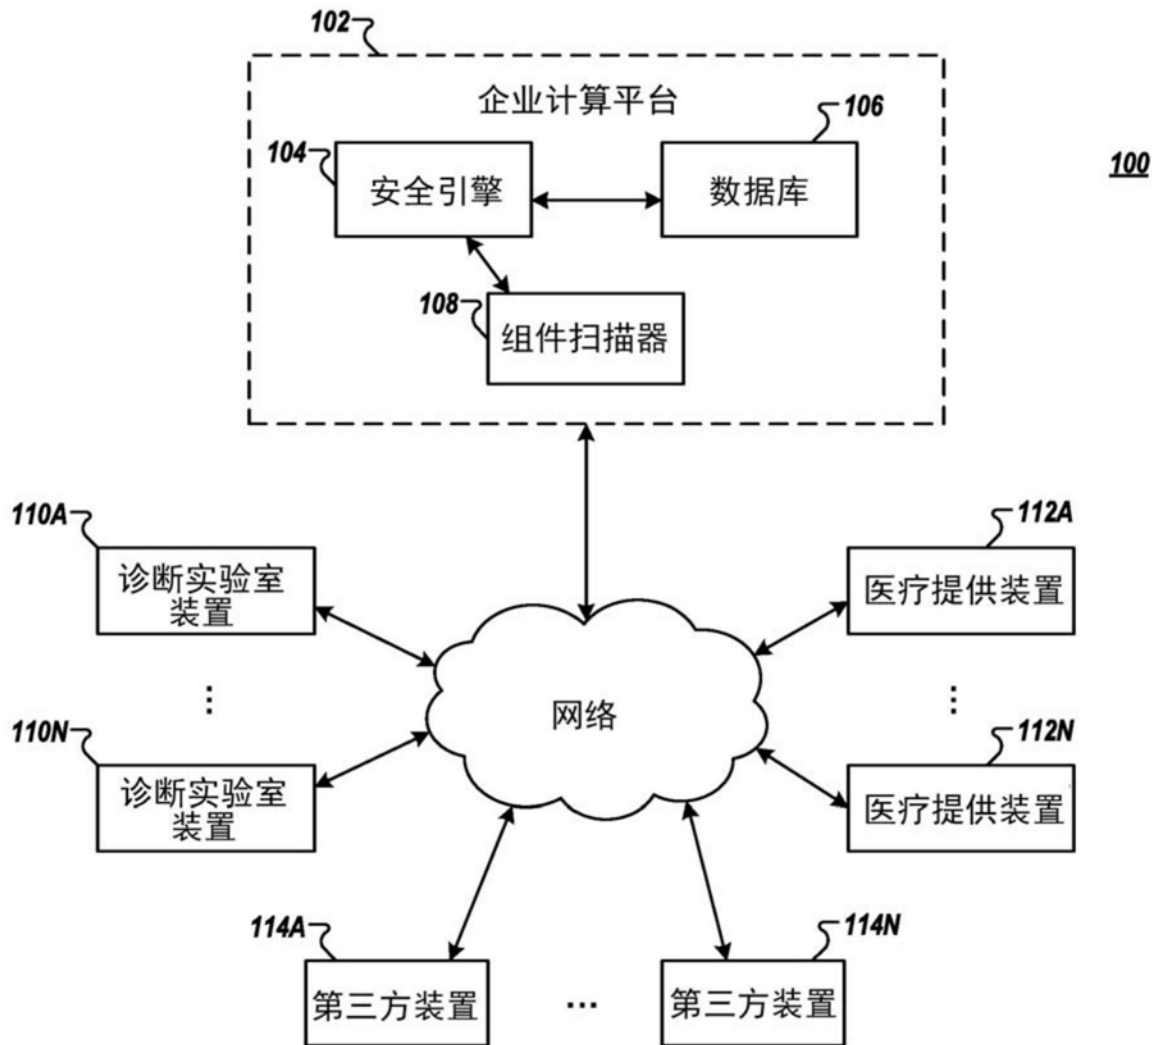 102
企业计算平台
106
104
安全引擎
数据库
100
108
组件扫描器
110A
诊断实验室
装置
112A
医疗提供装置
⋮
⋮
网络
110N
诊断实验室
装置
112N
医疗提供装置
114A
第三方装置
...
114N
第三方装置